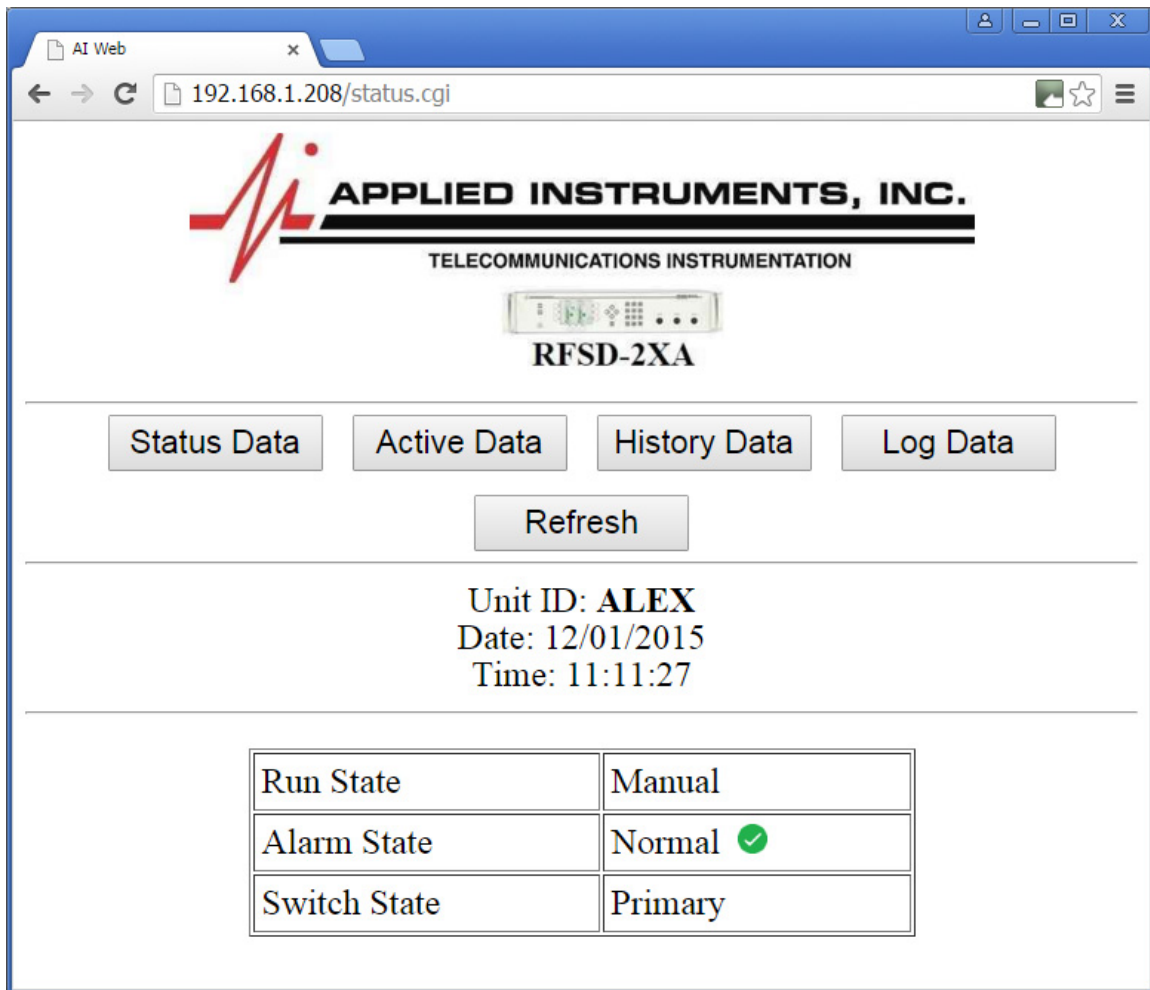 AI Web
192.168.1.208/status.cgi
APPLIED INSTRUMENTS, INC.
TELECOMMUNICATIONS INSTRUMENTATION
RFSD-2XA
Status Data Active Data History Data Log Data
Refresh
Unit ID: ALEX
Date: 12/01/2015
Time: 11:11:27
Run State Manual
Alarm State Normal
Switch State Primary